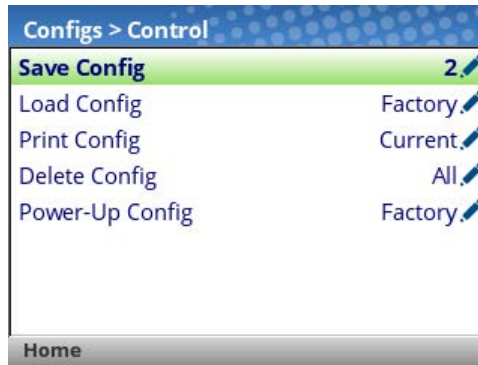 Configs > Control
Save Config 2
Load Config Factory
Print Config Current
Delete Config All
Power-Up Config Factory
Home